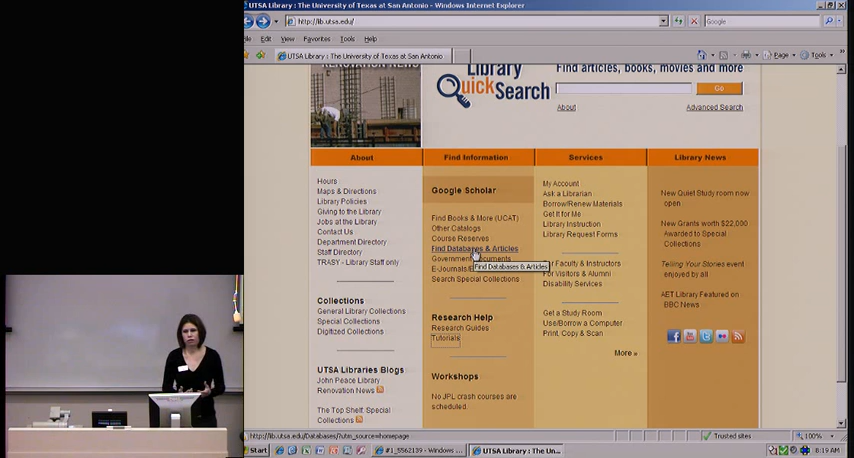 UTSA Library : The University of Texas at San Antonio - Windows Internet Explorer
http://lib.utsa.edu/
Google
Edit View Favorites Tools Help
UTSA Library : The University of Texas at San Antonio
Page Tools
Library QuickSearch
Find articles, books, movies and more
Go
About
Advanced Search
About
Find Information
Services
Library News
Hours
Maps & Directions
Library Policies
Giving to the Library
Jobs at the Library
Contact Us
Department Directory
Staff Directory
TRASY - Library Staff only
Collections
General Library Collections
Special Collections
Digitized Collections
UTSA Libraries Blogs
John Peace Library
Renovation News
The Top Shelf: Special
Collections
Google Scholar
Find Books & More (UCAT)
Other Catalogs
Course Reserves
Find Databases & Articles
Government Documents
Find Databases & Articles
Search Special Collections
Research Help
Research Guides
Tutorials
Workshops
No JPL crash courses are
scheduled.
My Account
Ask a Librarian
Borrow/Renew Materials
Get It for Me
Library Instruction
Library Request Forms
Faculty & Instructors
For Visitors & Alumni
Disability Services
Get a Study Room
Use/Borrow a Computer
Print, Copy & Scan
More »
New Quiet Study room now
open
New Grants worth $22,000
Awarded to Special
Collections
Telling Your Stories event
enjoyed by all
AET Library Featured on
BBC News
http://lib.utsa.edu/Databases/?utm_source=homepage
Trusted sites
100%
Start
#1_5562139 - Windows ...
UTSA Library : The Un...
8:19 AM